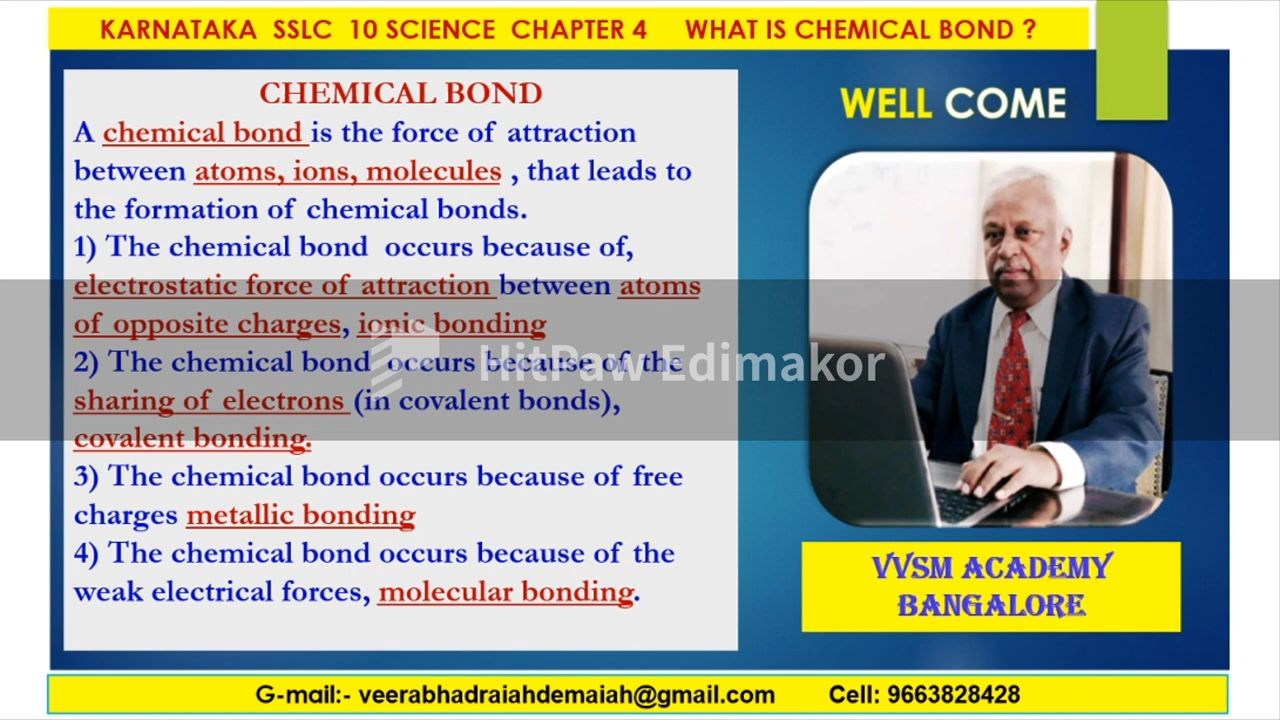 KARNATAKA SSLC 10 SCIENCE CHAPTER 4 WHAT IS CHEMICAL BOND ?
CHEMICAL BOND
A chemical bond is the force of attraction
between atoms, ions, molecules , that leads to
the formation of chemical bonds.
1) The chemical bond occurs because of,
electrostatic force of attraction between atoms
of opposite charges, ionic bonding
2) The chemical bond occurs because of the
sharing of electrons (in covalent bonds),
covalent bonding.
3) The chemical bond occurs because of free
charges metallic bonding
4) The chemical bond occurs because of the
weak electrical forces, molecular bonding.
HitPaw Edimakor
WELL COME
VVSM ACADEMY
BANGALORE
G-mail:- veerabhadraiahdemaiah@gmail.com Cell: 9663828428